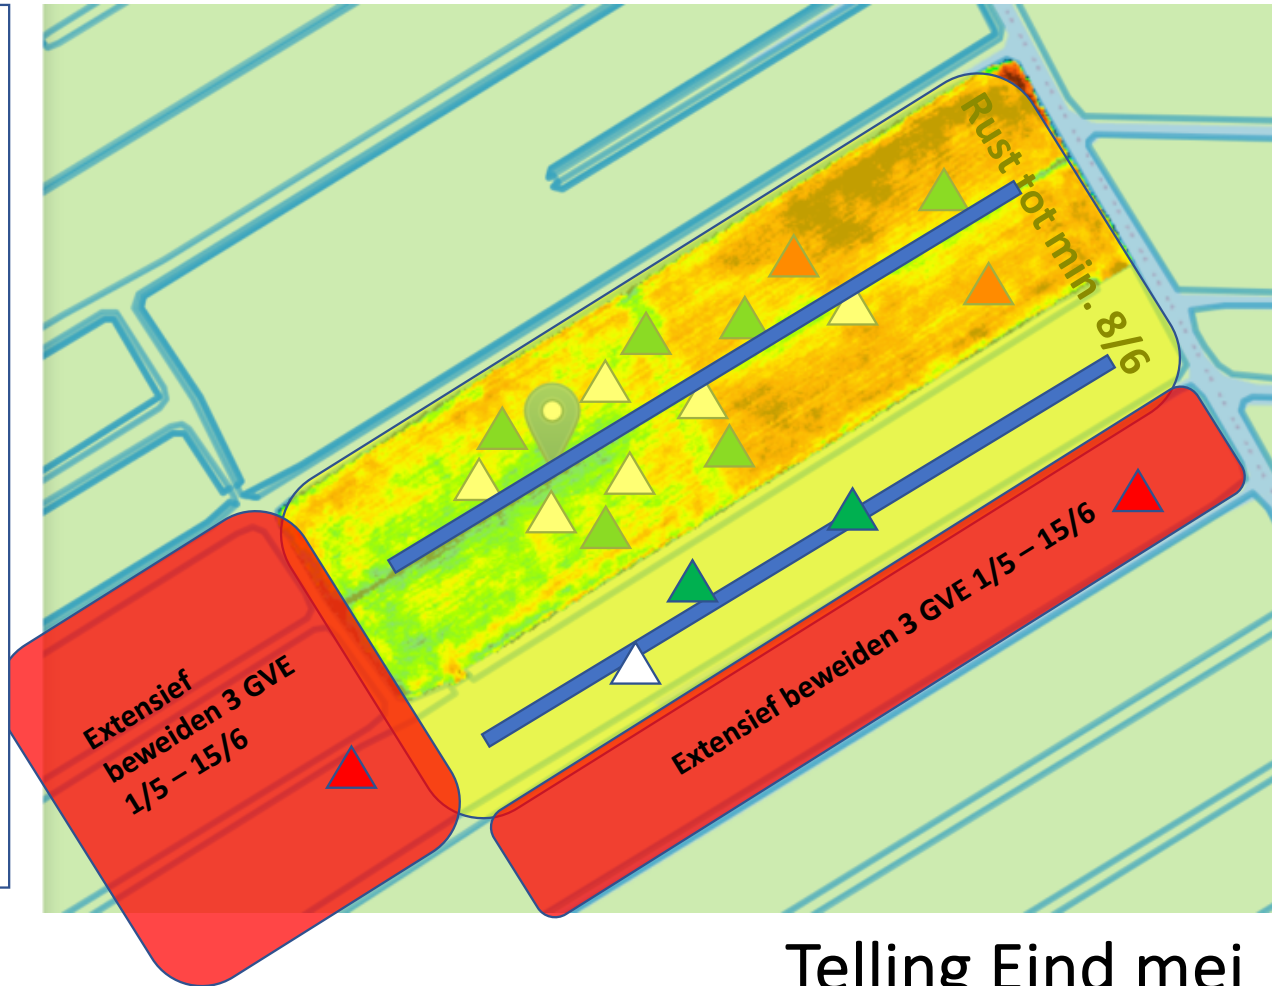 Rust tot min. 8/6
Extensief
beweiden 3 GVE
1/5 – 15/6
Extensief beweiden 3 GVE 1/5 – 15/6
Telling Eind mei